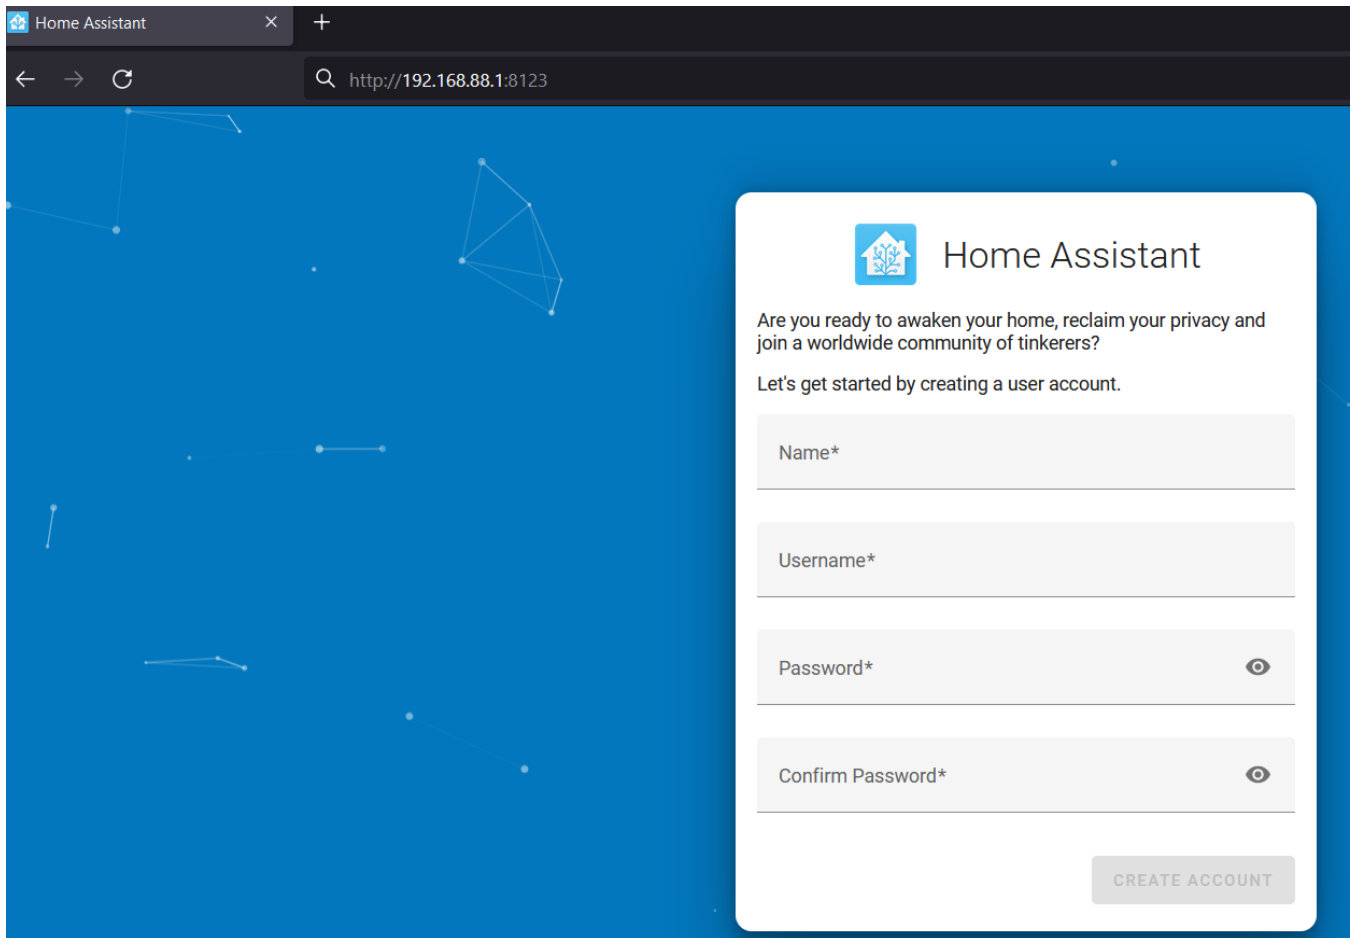 Home Assistant
http://192.168.88.1:8123
Home Assistant
Are you ready to awaken your home, reclaim your privacy and
join a worldwide community of tinkerers?
Let's get started by creating a user account.
Name*
Username*
Password*
Confirm Password*
CREATE ACCOUNT